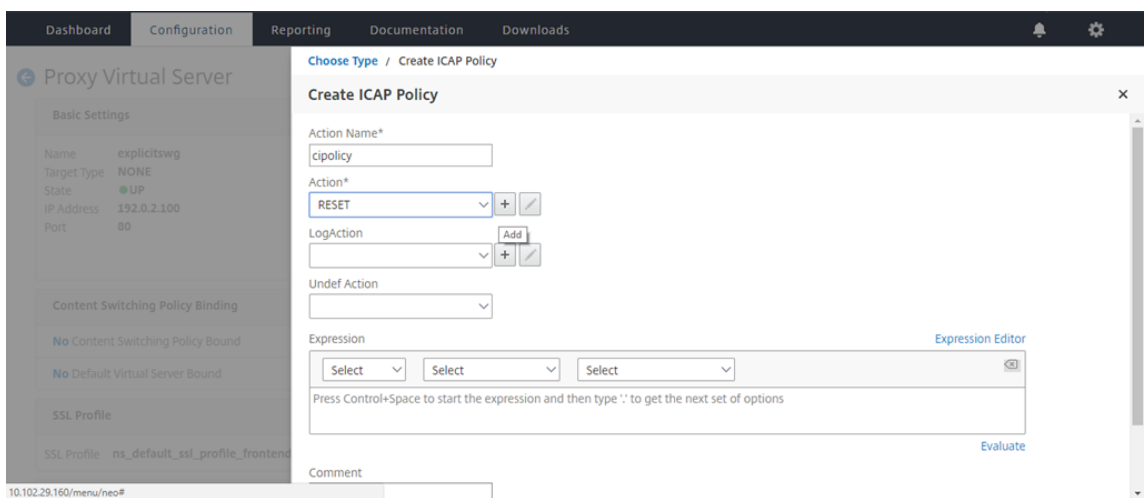 Dashboard Configuration Reporting Documentation Downloads
Proxy Virtual Server
Basic Settings
Name explicitswg
Target Type NONE
State UP
IP Address 192.0.2.100
Port 80
Content Switching Policy Binding
No Content Switching Policy Bound
No Default Virtual Server Bound
SSL Profile
SSL Profile ns_default_ssl_profile_frontend
10.102.29.160/menu/neo#
Choose Type / Create ICAP Policy
Create ICAP Policy
Action Name*
cipolicy
Action*
RESET
Add
LogAction
Undef Action
Expression
Expression Editor
Select Select Select
Press Control+Space to start the expression and then type '.' to get the next set of options
Evaluate
Comment